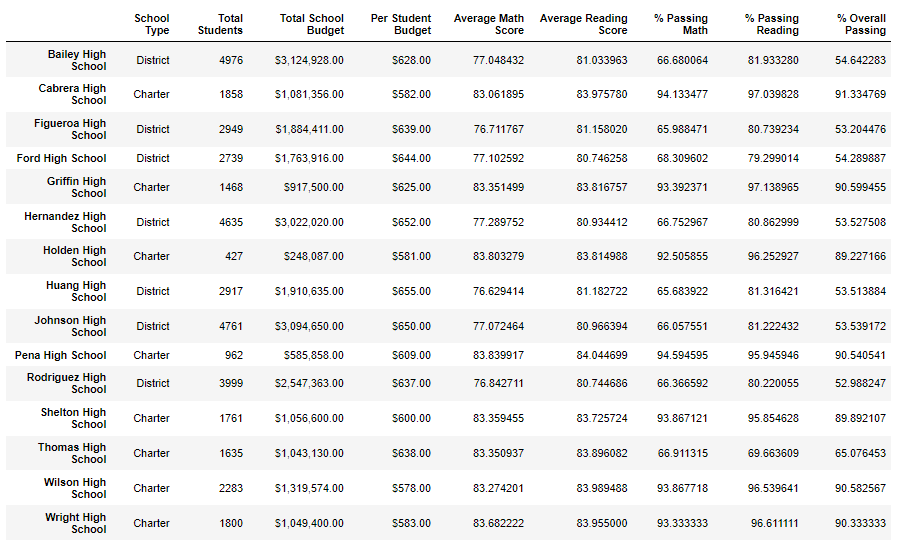 School Type Total Students Total School Budget Per Student Budget Average Math Score Average Reading Score % Passing Math % Passing Reading % Overall Passing
Bailey High School District 4976 $3,124,928.00 $628.00 77.048432 81.033963 66.680064 81.933280 54.642283
Cabrera High School Charter 1858 $1,081,356.00 $582.00 83.061895 83.975780 94.133477 97.039828 91.334769
Figueroa High School District 2949 $1,884,411.00 $639.00 76.711767 81.158020 65.988471 80.739234 53.204476
Ford High School District 2739 $1,763,916.00 $644.00 77.102592 80.746258 68.309602 79.299014 54.289887
Griffin High School Charter 1468 $917,500.00 $625.00 83.351499 83.816757 93.392371 97.138965 90.599455
Hernandez High School District 4635 $3,022,020.00 $652.00 77.289752 80.934412 66.752967 80.862999 53.527508
Holden High School Charter 427 $248,087.00 $581.00 83.803279 83.814988 92.505855 96.252927 89.227166
Huang High School District 2917 $1,910,635.00 $655.00 76.629414 81.182722 65.683922 81.316421 53.513884
Johnson High School District 4761 $3,094,650.00 $650.00 77.072464 80.966394 66.057551 81.222432 53.539172
Pena High School Charter 962 $585,858.00 $609.00 83.839917 84.044699 94.594595 95.945946 90.540541
Rodriguez High School District 3999 $2,547,363.00 $637.00 76.842711 80.744686 66.366592 80.220055 52.988247
Shelton High School Charter 1761 $1,056,600.00 $600.00 83.359455 83.725724 93.867121 95.854628 89.892107
Thomas High School Charter 1635 $1,043,130.00 $638.00 83.350937 83.896082 66.911315 69.663609 65.076453
Wilson High School Charter 2283 $1,319,574.00 $578.00 83.274201 83.989488 93.867718 96.539641 90.582567
Wright High School Charter 1800 $1,049,400.00 $583.00 83.682222 83.955000 93.333333 96.611111 90.333333